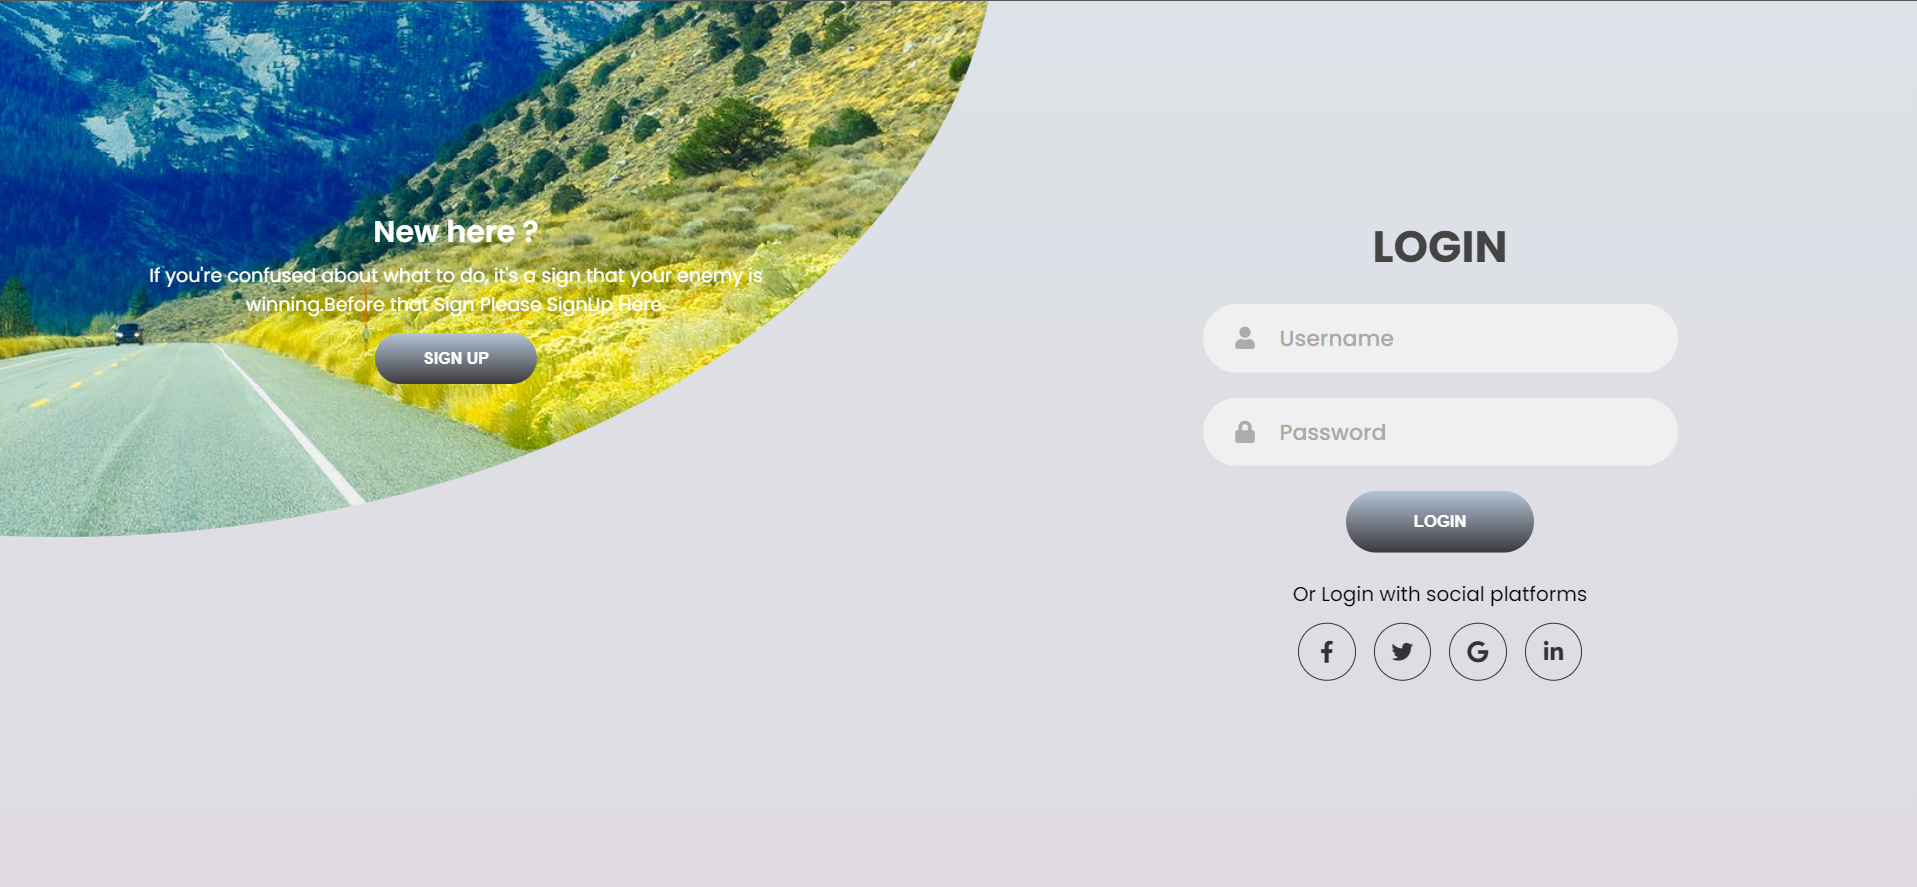 New here ?
If you're confused about what to do, it's a sign that your enemy is
winning.Before that Sign Please SignUp Here.
SIGN UP
LOGIN
Username
Password
LOGIN
Or Login with social platforms